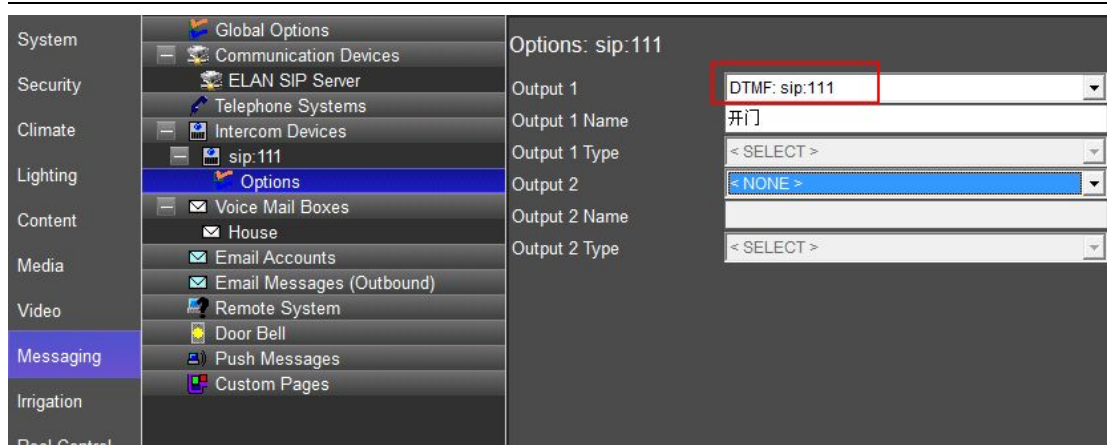 System
Security
Climate
Lighting
Content
Media
Video
Messaging
Irrigation
Pool Control
Global Options
Communication Devices
ELAN SIP Server
Telephone Systems
Intercom Devices
sip:111
Options
Voice Mail Boxes
House
Email Accounts
Email Messages (Outbound)
Remote System
Door Bell
Push Messages
Custom Pages
Options: sip:111
Output 1 DTMF: sip:111
Output 1 Name 开门
Output 1 Type < SELECT >
Output 2 < NONE >
Output 2 Name
Output 2 Type < SELECT >